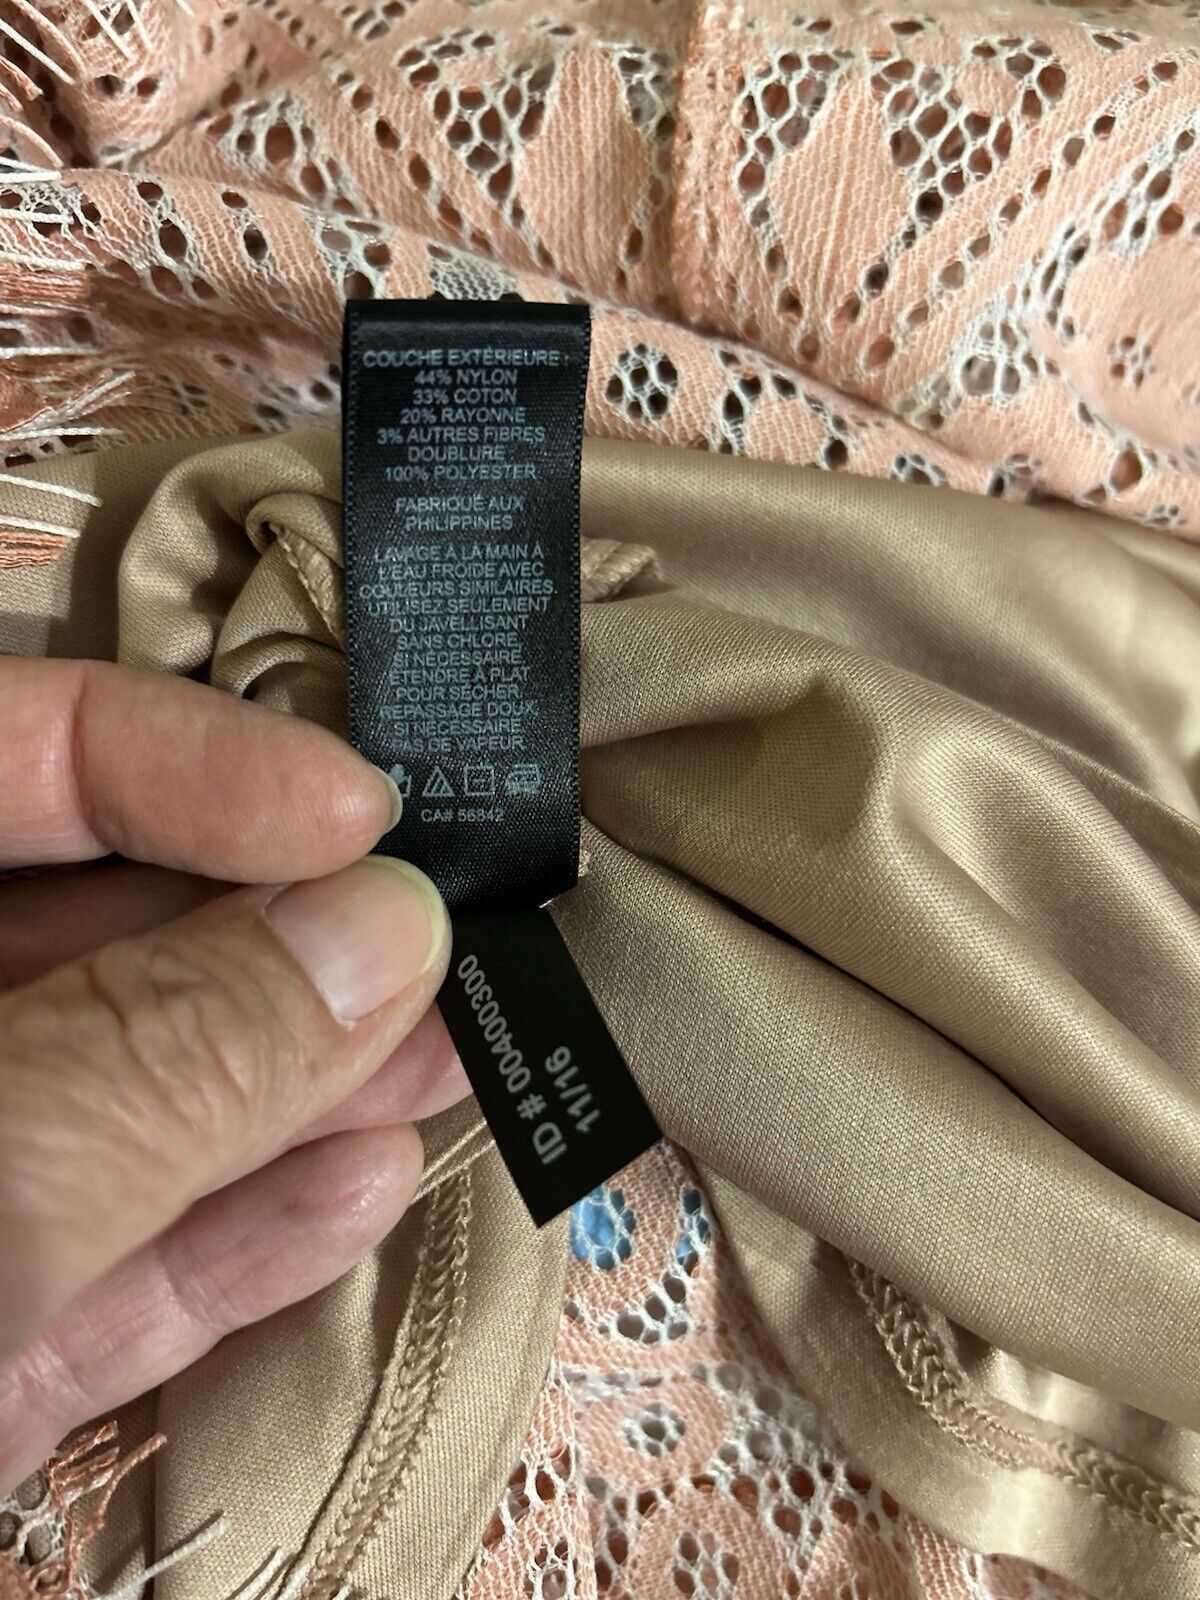 COUCHE EXTÉRIEURE:
44% NYLON
33% COTON
20% RAYONNE
3% AUTRES FIBRES
DOUBLURE
100% POLYESTER
FABRIQUÉ AUX
PHILIPPINES
LAVAGE À LA MAIN À
L'EAU FROIDE AVEC
COULEURS SIMILAIRES.
UTILISEZ SEULEMENT
DU JAVELLISANT
SANS CHLORE,
SI NÉCESSAIRE.
ÉTENDRE À PLAT
POUR SÉCHER.
REPASSAGE DOUX,
SI NÉCESSAIRE.
PAS DE VAPEUR.
CA# 56842
ID # 00400300
11/16